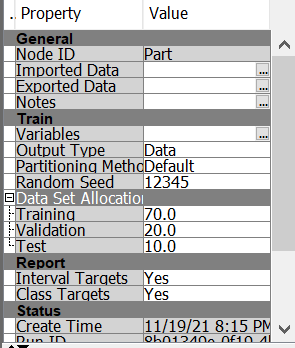 .. Property Value
General
Node ID Part
Imported Data ...
Exported Data ...
Notes ...
Train
Variables ...
Output Type Data
Partitioning Metho Default
Random Seed 12345
Data Set Allocation
Training 70.0
Validation 20.0
Test 10.0
Report
Interval Targets Yes
Class Targets Yes
Status
Create Time 11/19/21 8:15 PM
Run ID